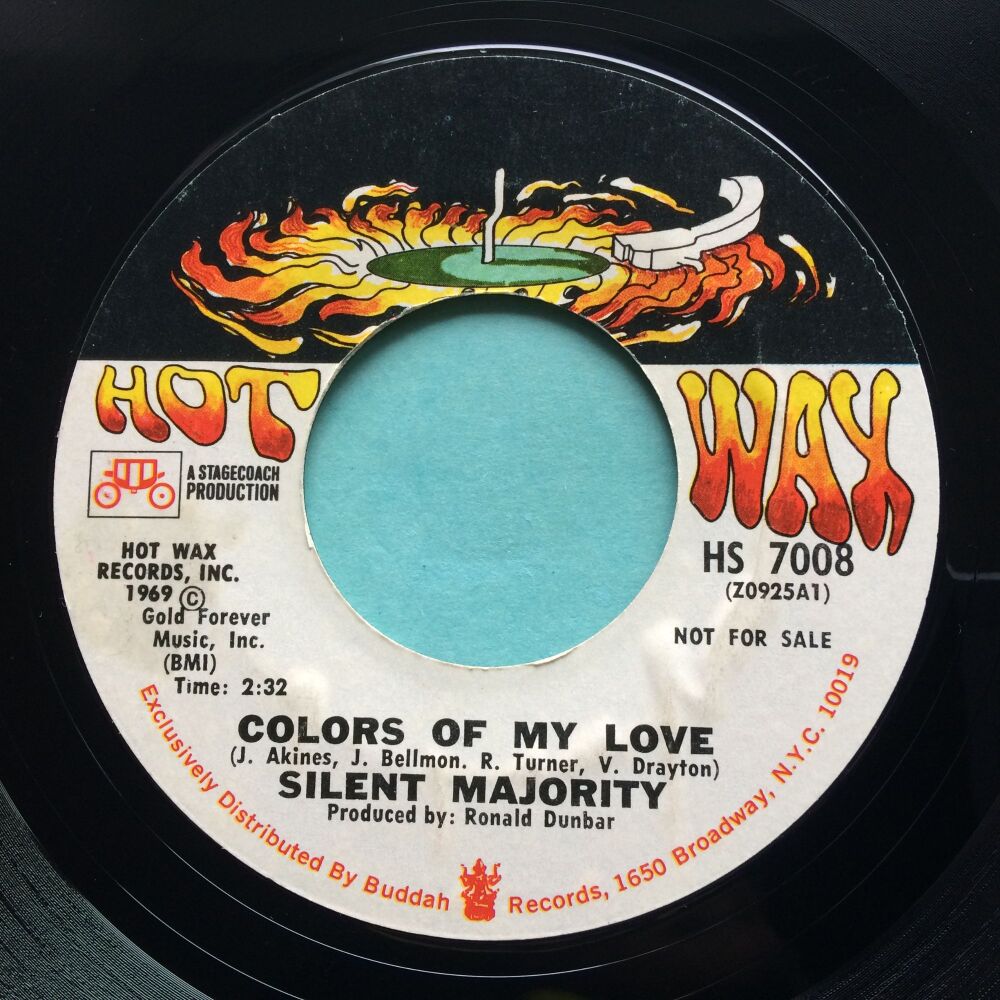 HOT WAX
A STAGECOACH
PRODUCTION
HOT WAX
RECORDS, INC.
1969 ©
Gold Forever
Music, Inc.
(BMI)
Time: 2:32
HS 7008
(Z0925A1)
NOT FOR SALE
COLORS OF MY LOVE
(J. Akines, J. Bellmon. R. Turner, V. Drayton)
SILENT MAJORITY
Produced by: Ronald Dunbar
Exclusively Distributed By Buddah Records, 1650 Broadway, N.Y.C. 10019